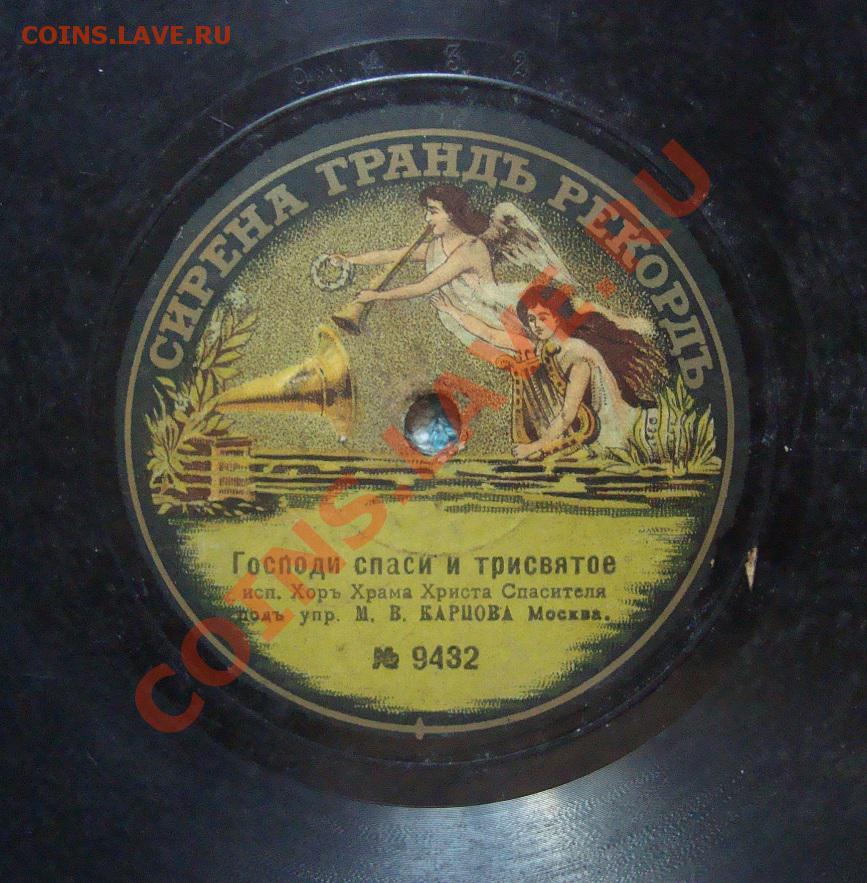 COINS.LAVE.RU
9432
СИРЕНА ГРАНДЪ РЕКОРДЪ
Господи спаси и трисвятое
исп. Хоръ Храма Христа Спасителя
подъ упр. М. В. КАРЦОВА Москва.
№ 9432
COINS.LAVE.RU